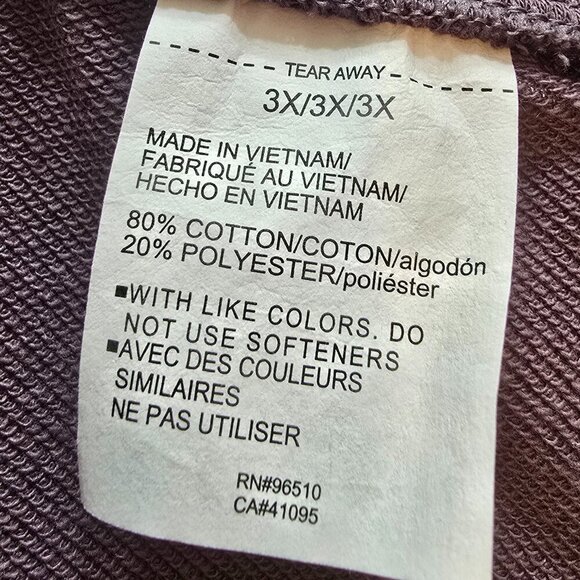 TEAR AWAY
3X/3X/3X
MADE IN VIETNAM/
FABRIQUÉ AU VIETNAM/
HECHO EN VIETNAM
80% COTTON/COTON/algodón
20% POLYESTER/poliéster
▪WITH LIKE COLORS. DO
NOT USE SOFTENERS
▪AVEC DES COULEURS
SIMILAIRES
NE PAS UTILISER
RN#96510
CA#41095